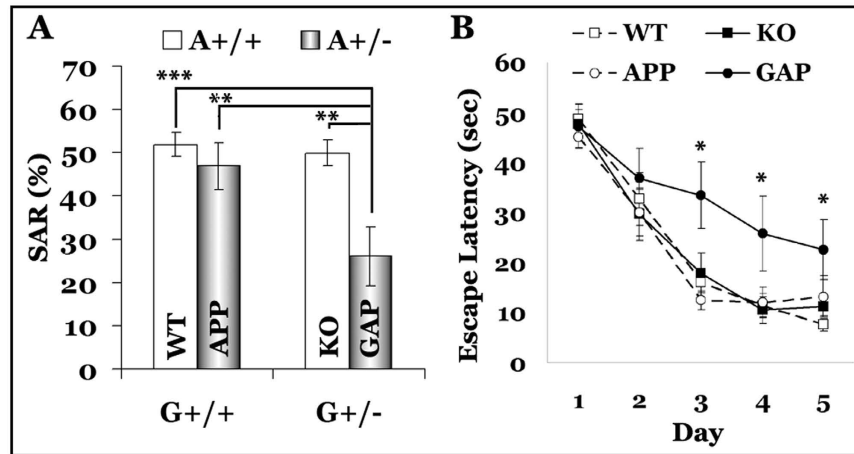 A
A+/+ A+/-
70
60
50
40
30
20
10
0
SAR (%)
***
**
**
WT
APP
KO
GAP
G+/+ G+/-
B
WT KO
APP GAP
60
50
40
30
20
10
0
Escape Latency (sec)
*
*
*
1 2 3 4 5
Day